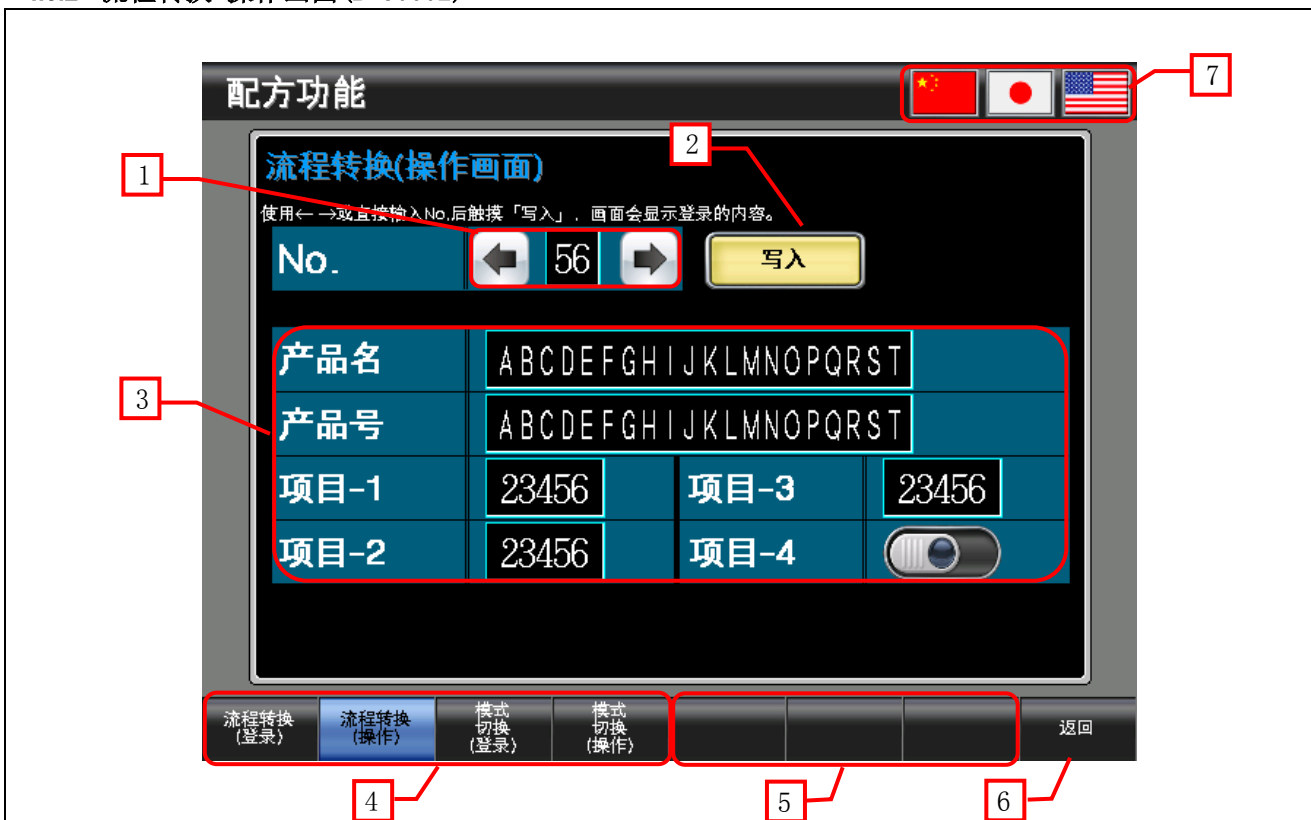 配方功能
7
流程转换(操作画面)
2
1
使用← →或直接输入No.后触摸「写入」，画面会显示登录的内容。
No.
56
写入
产品名
ABCDEFGHIJKLMNOPQRST
3
产品号
ABCDEFGHIJKLMNOPQRST
项目-1
23456
项目-3
23456
项目-2
23456
项目-4
流程转换
(登录)
流程转换
(操作)
模式
切换
(登录)
模式
切换
(操作)
返回
4
5
6